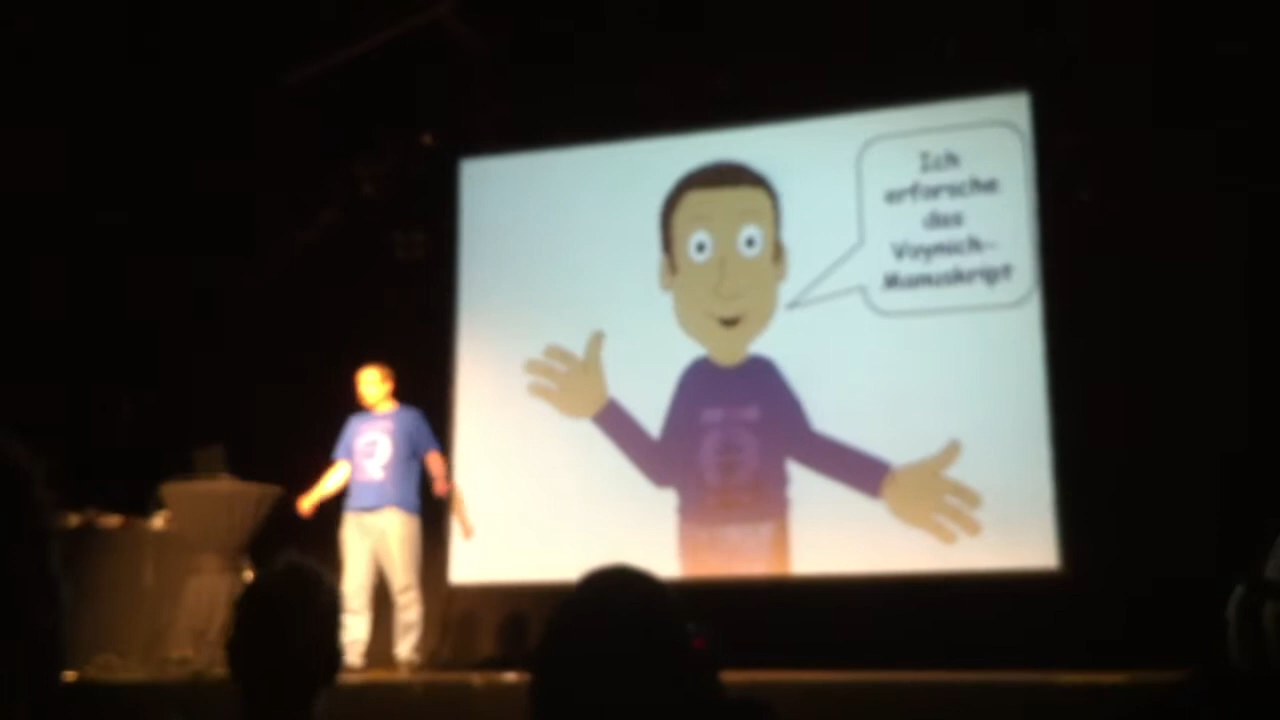 Ich
erforsche
das
Voynich-
Manuskript